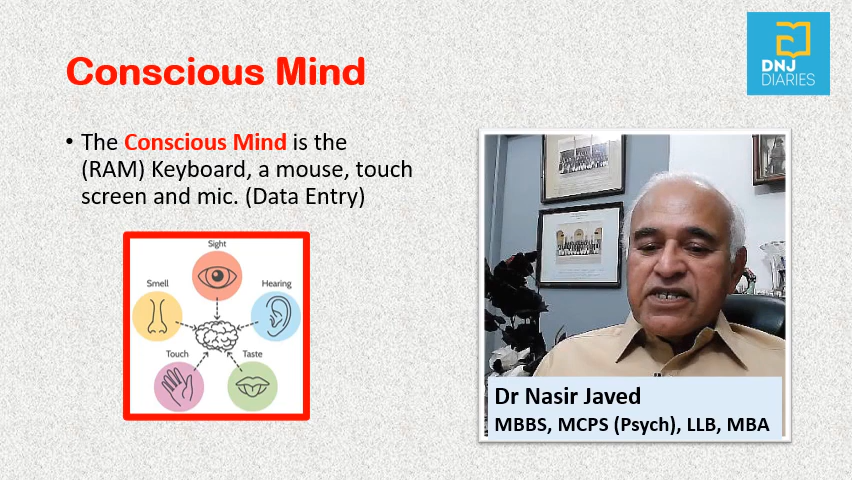 Conscious Mind
DNJ
DIARIES
• The Conscious Mind is the
(RAM) Keyboard, a mouse, touch
screen and mic. (Data Entry)
Sight
Smell
Hearing
Touch
Taste
Dr Nasir Javed
MBBS, MCPS (Psych), LLB, MBA